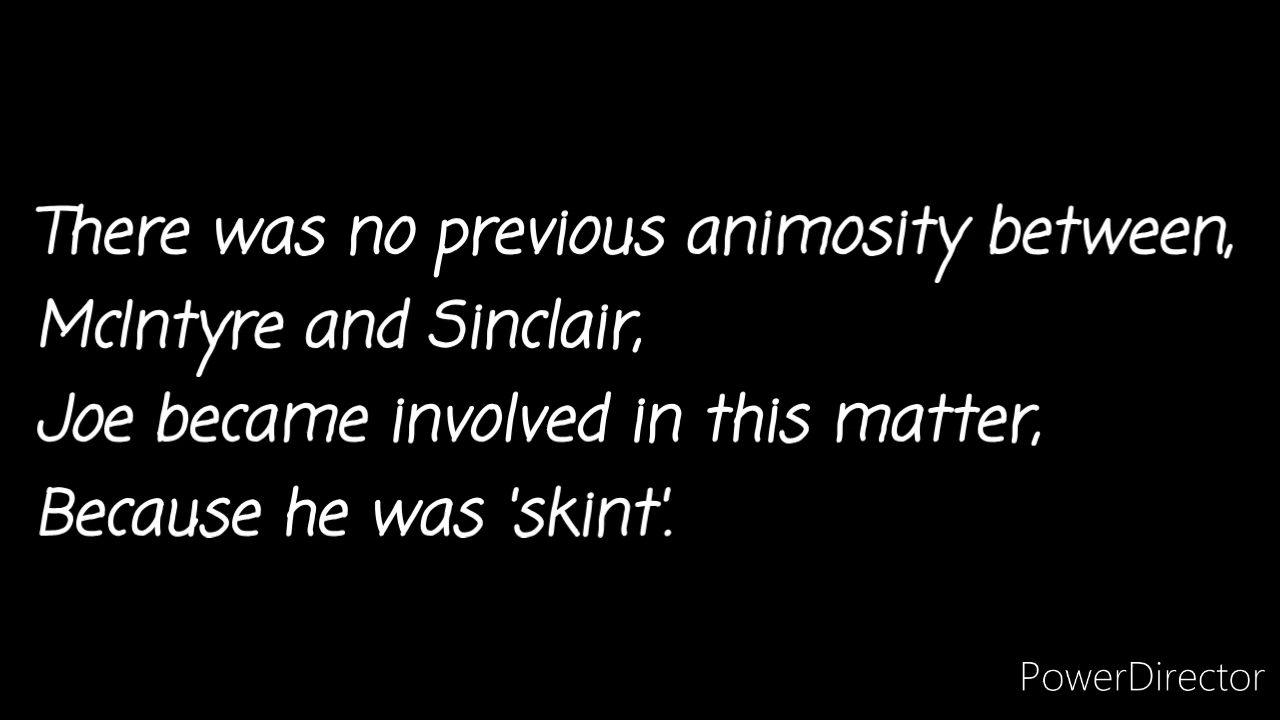 There was no previous animosity between,
McIntyre and Sinclair,
Joe became involved in this matter,
Because he was 'skint'.
PowerDirector